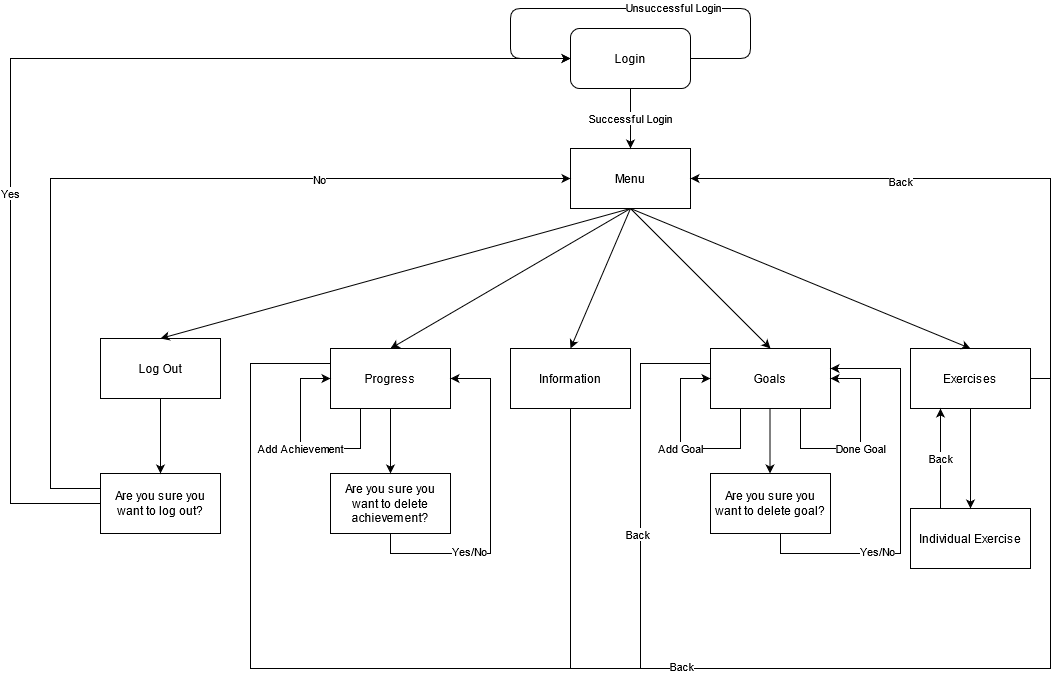 Unsuccessful Login
Login
Successful Login
Menu
No
Back
Yes
Log Out
Progress
Information
Goals
Exercises
Add Achievement
Add Goal
Done Goal
Back
Are you sure you
want to log out?
Are you sure you
want to delete
achievement?
Are you sure you
want to delete goal?
Individual Exercise
Back
Yes/No
Yes/No
Back